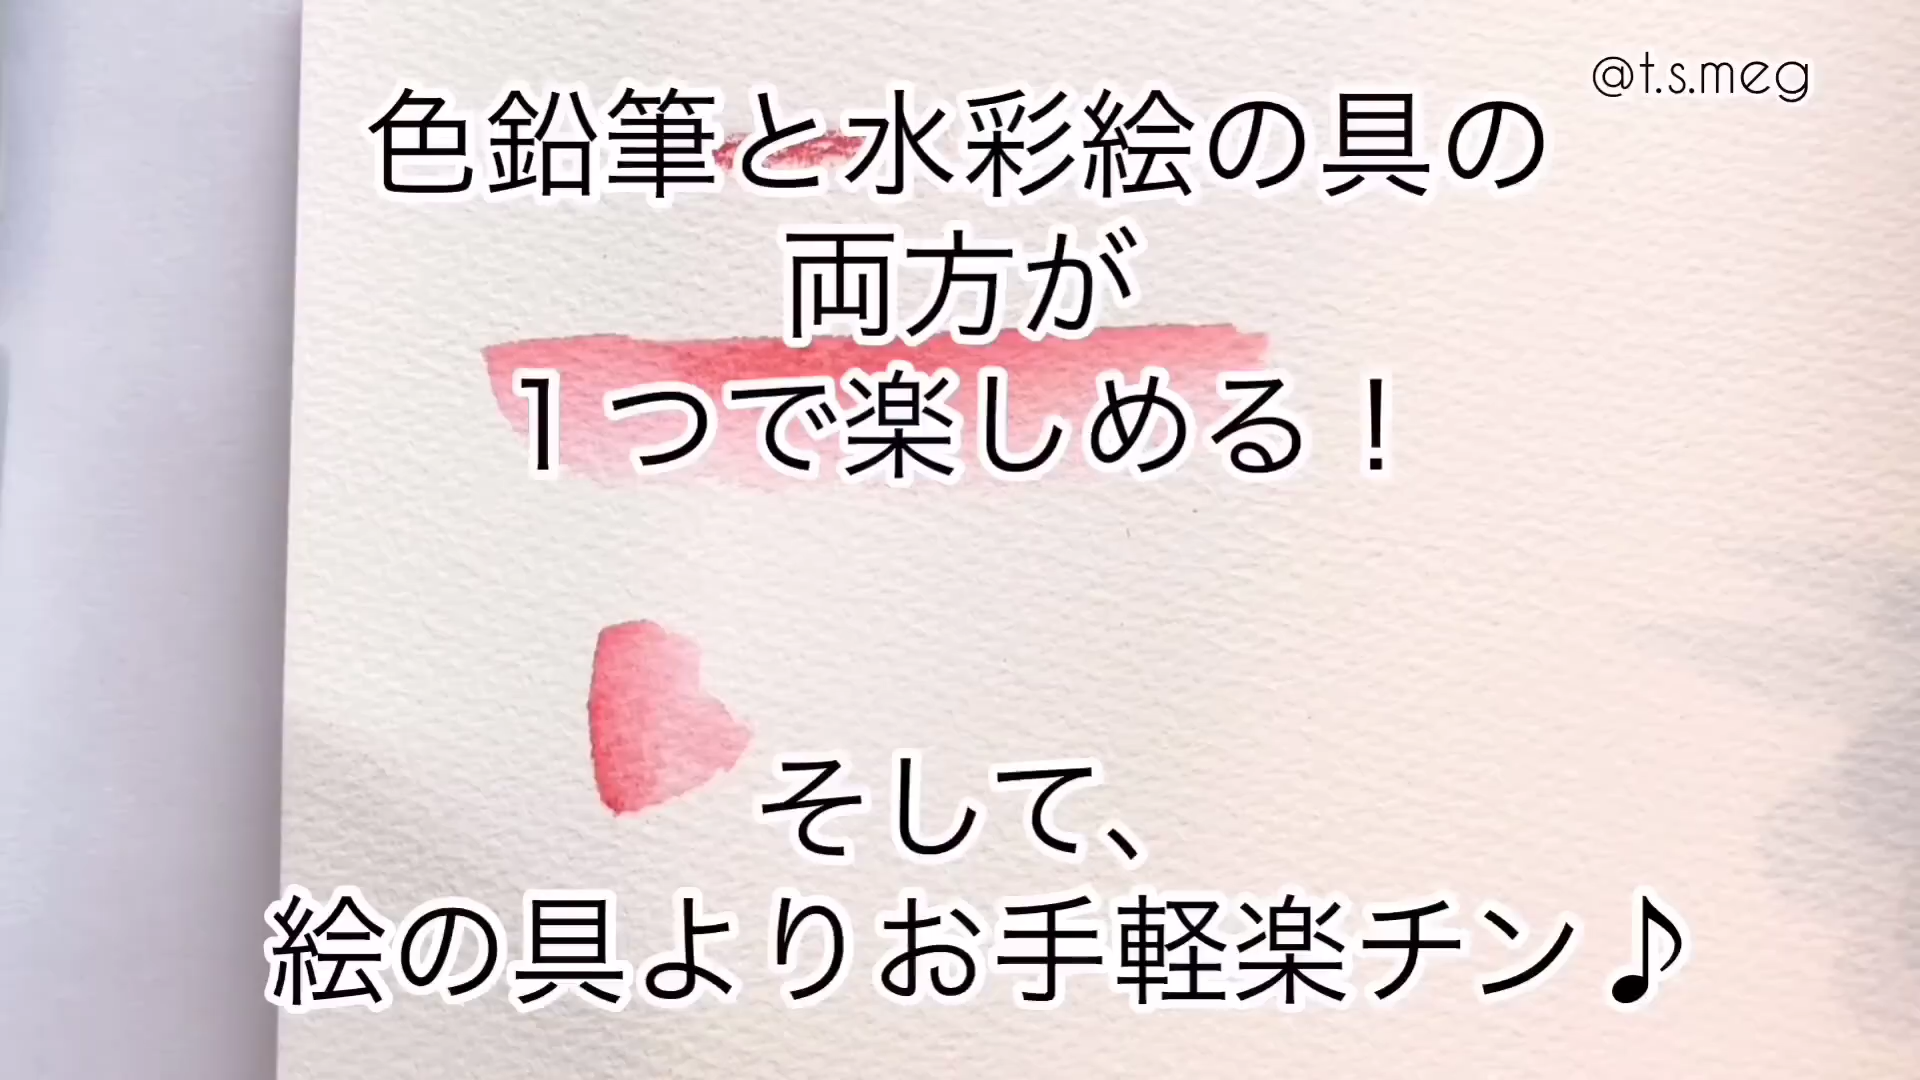 @t.s.meg
色鉛筆と水彩絵の具の
両方が
１つで楽しめる！
そして、
絵の具よりお手軽楽チン♪